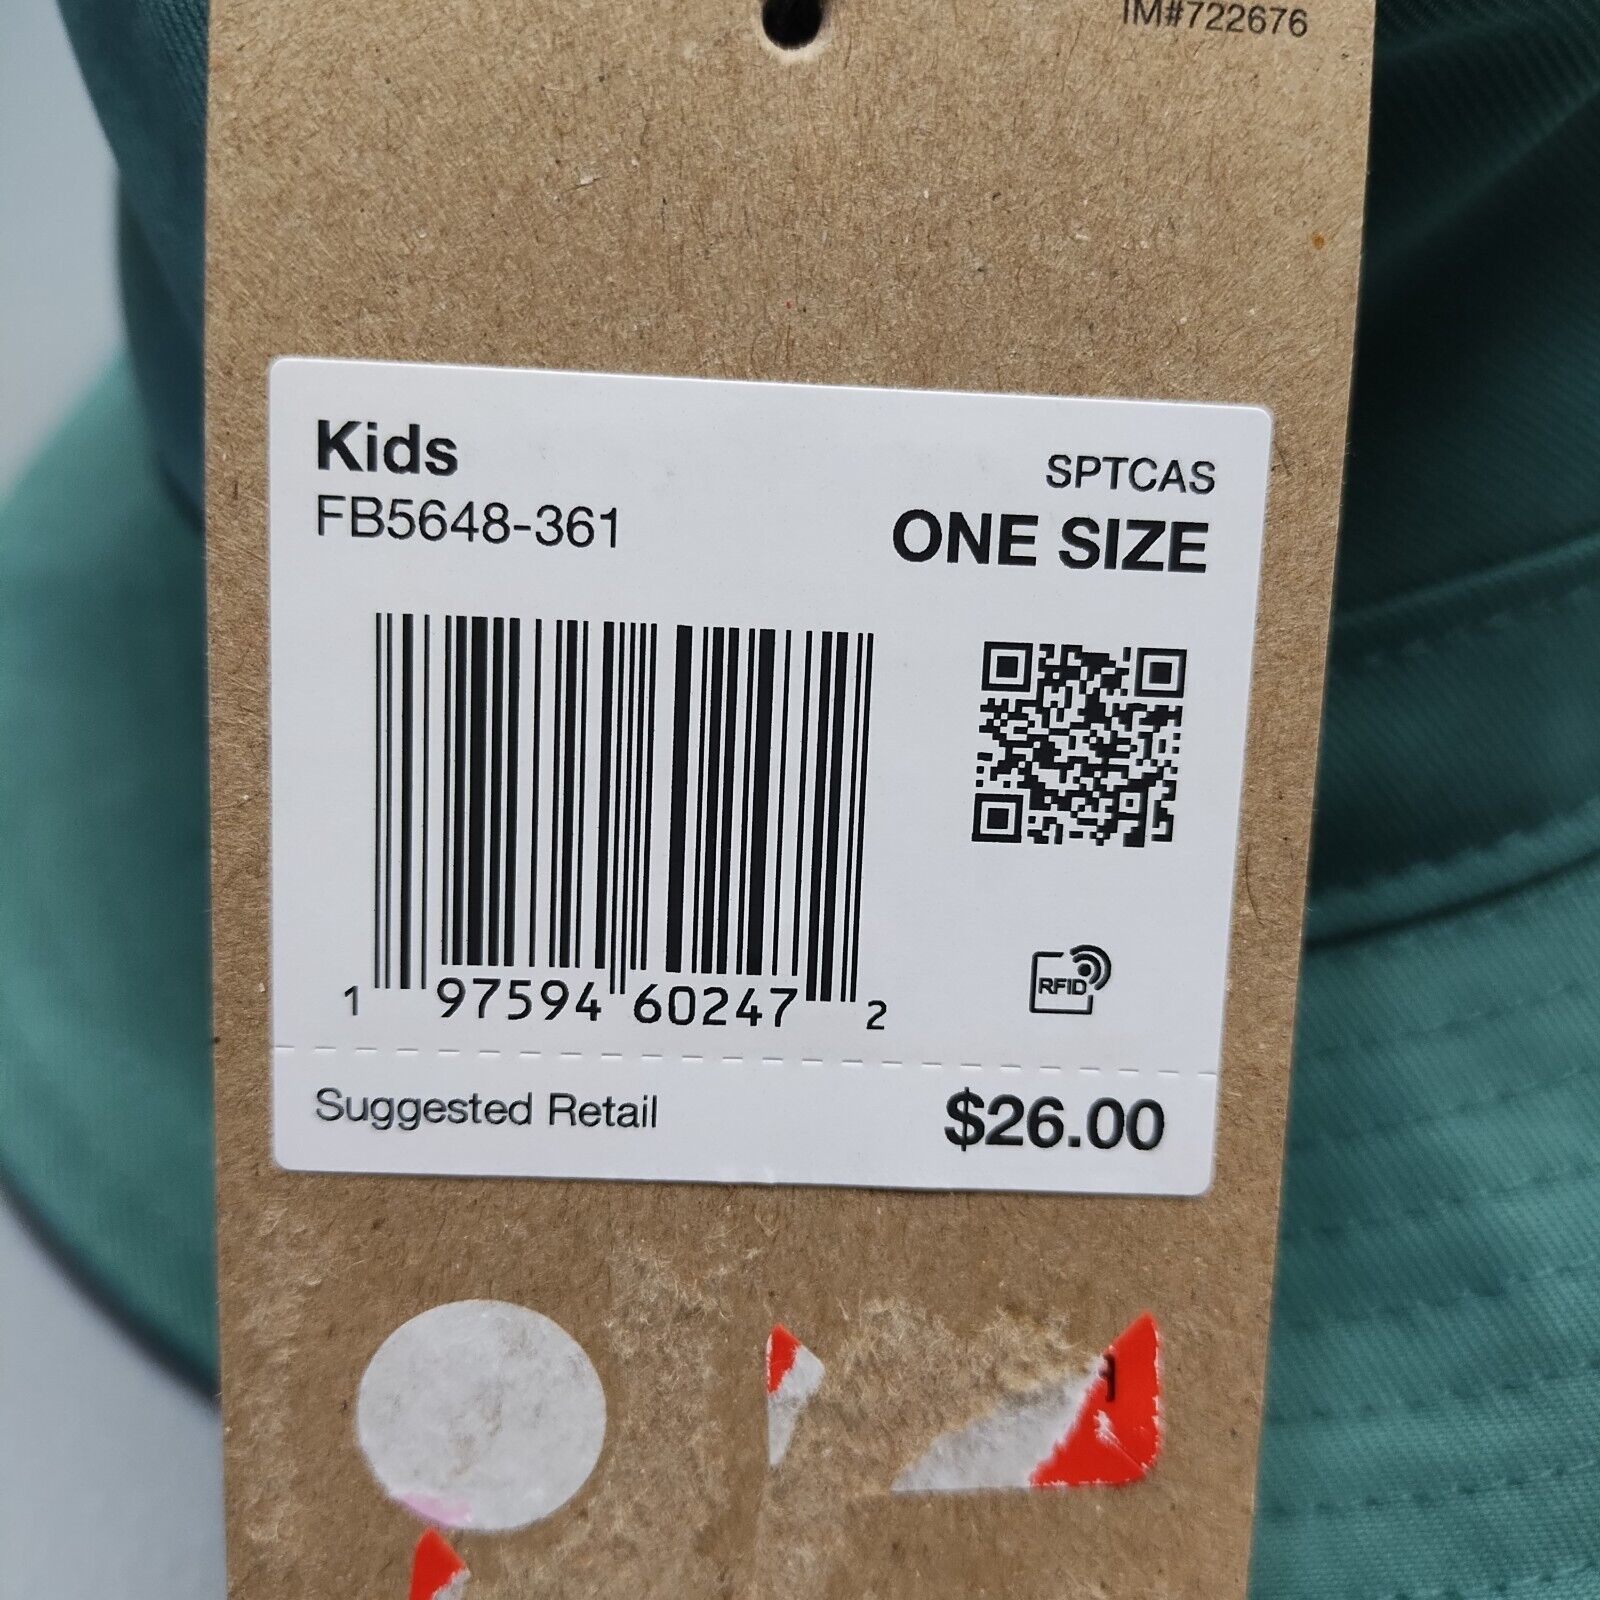 IM#722676
Kids
SPTCAS
FB5648-361
ONE SIZE
RFID
1 97594 60247 2
Suggested Retail
$26.00